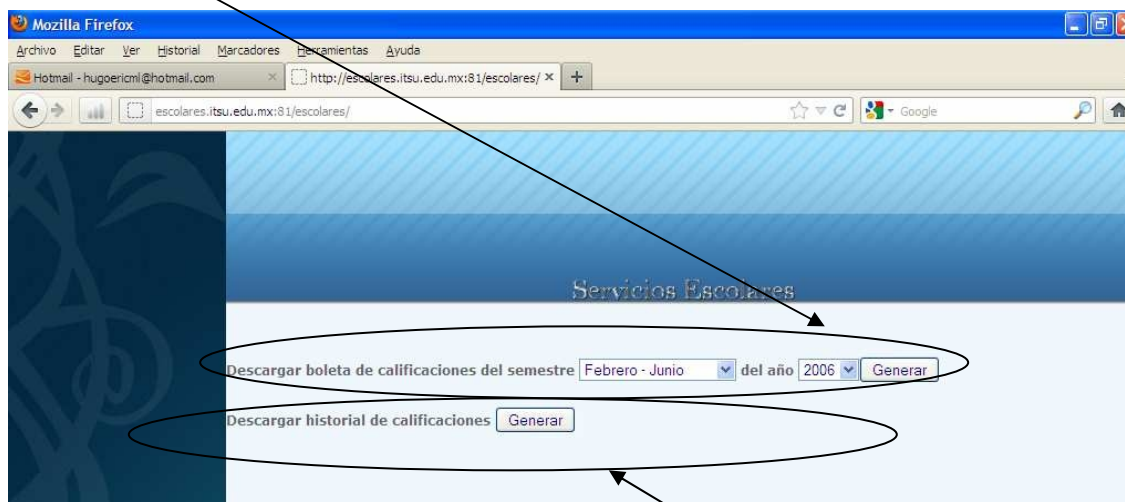 Mozilla Firefox
Archivo Editar Ver Historial Marcadores Herramientas Ayuda
Hotmail - hugoericml@hotmail.com × http://escolares.itsu.edu.mx:81/escolares/ × +
escolares.itsu.edu.mx:81/escolares/ Google
Servicios Escolares
Descargar boleta de calificaciones del semestre Febrero - Junio del año 2006 Generar
Descargar historial de calificaciones Generar